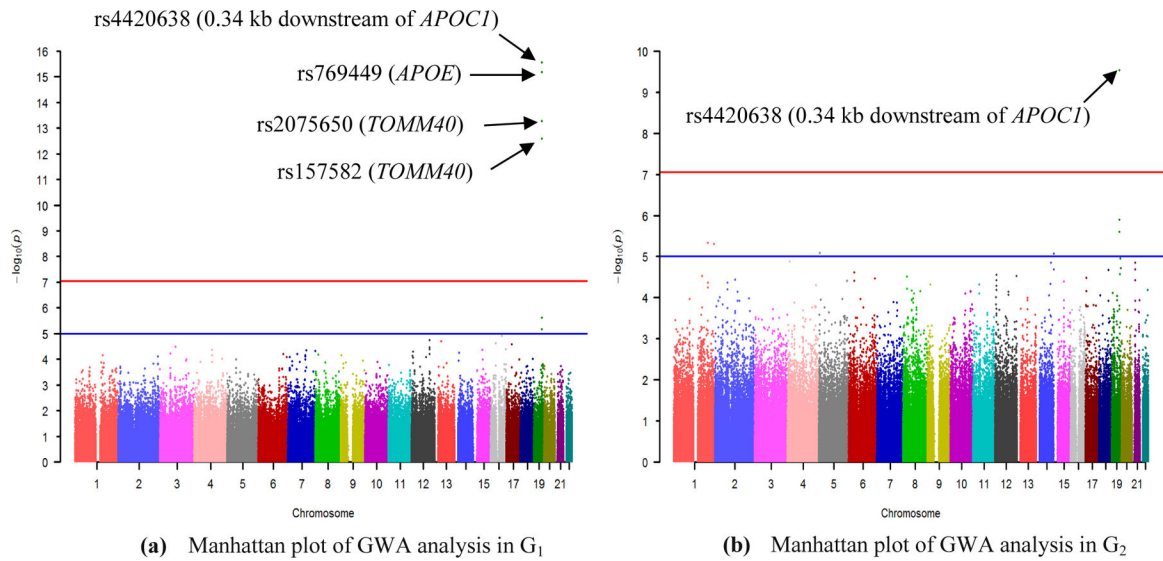 rs4420638 (0.34 kb downstream of APOC1)
rs769449 (APOE)
rs2075650 (TOMM40)
rs157582 (TOMM40)
16
15
14
13
12
11
10
9
8
7
6
5
4
3
2
1
0
−log10(p)
1 2 3 4 5 6 7 8 9 10 11 12 13 15 17 19 21
Chromosome
(a) Manhattan plot of GWA analysis in G1
rs4420638 (0.34 kb downstream of APOC1)
10
9
8
7
6
5
4
3
2
1
0
−log10(p)
1 2 3 4 5 6 7 8 9 10 11 12 13 15 17 19 21
Chromosome
(b) Manhattan plot of GWA analysis in G2